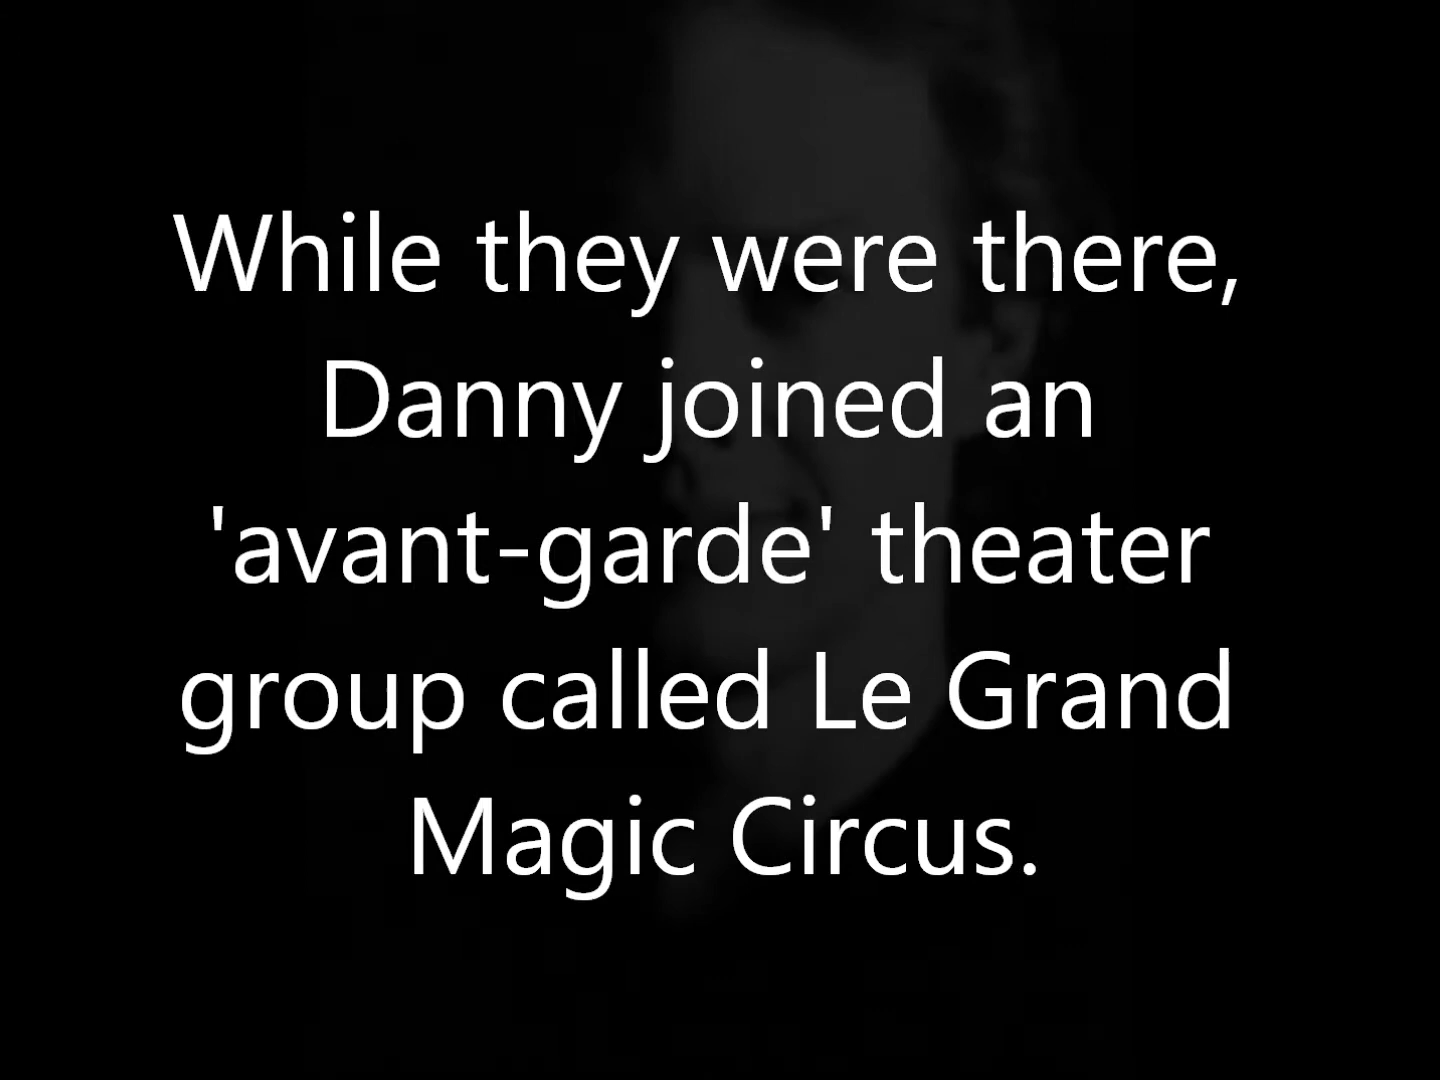 While they were there,
Danny joined an
'avant-garde' theater
group called Le Grand
Magic Circus.